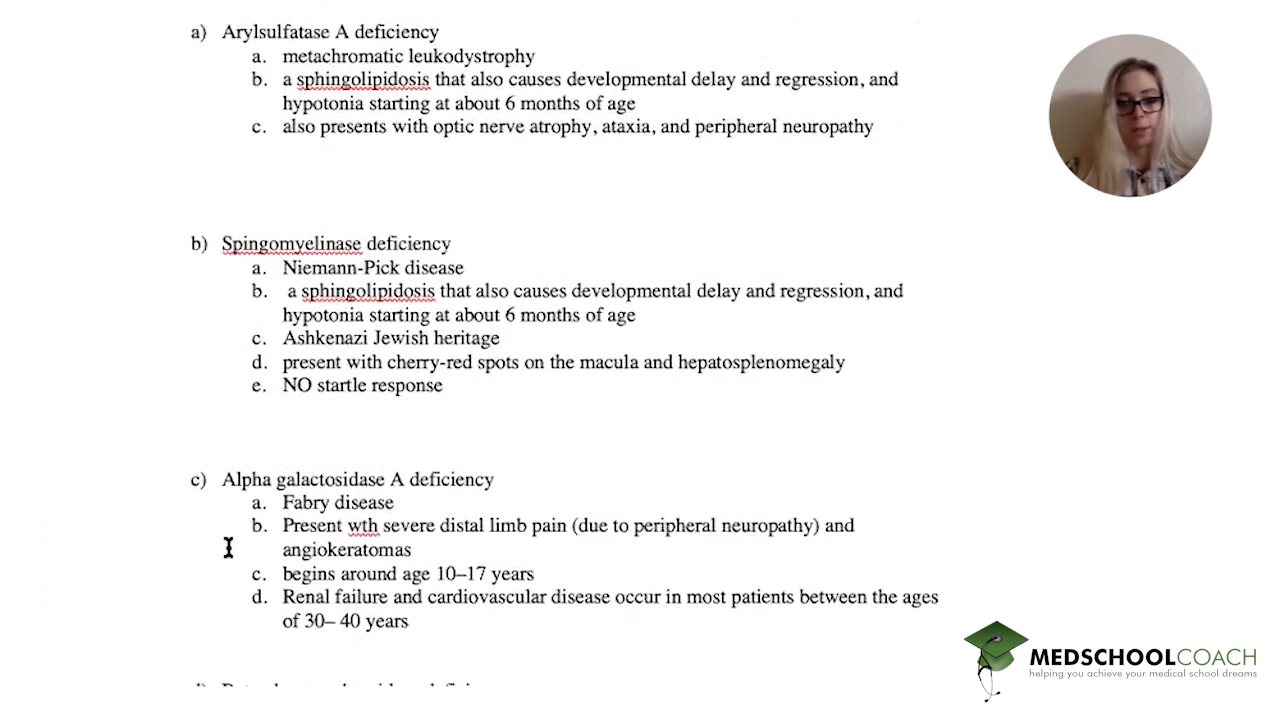 a) Arylsulfatase A deficiency
a. metachromatic leukodystrophy
b. a sphingolipidosis that also causes developmental delay and regression, and
hypotonia starting at about 6 months of age
c. also presents with optic nerve atrophy, ataxia, and peripheral neuropathy
b) Spingomyelinase deficiency
a. Niemann-Pick disease
b. a sphingolipidosis that also causes developmental delay and regression, and
hypotonia starting at about 6 months of age
c. Ashkenazi Jewish heritage
d. present with cherry-red spots on the macula and hepatosplenomegaly
e. NO startle response
c) Alpha galactosidase A deficiency
a. Fabry disease
b. Present wth severe distal limb pain (due to peripheral neuropathy) and
angiokeratomas
c. begins around age 10–17 years
d. Renal failure and cardiovascular disease occur in most patients between the ages
of 30– 40 years
MEDSCHOOLCOACH
helping you achieve your medical school dreams